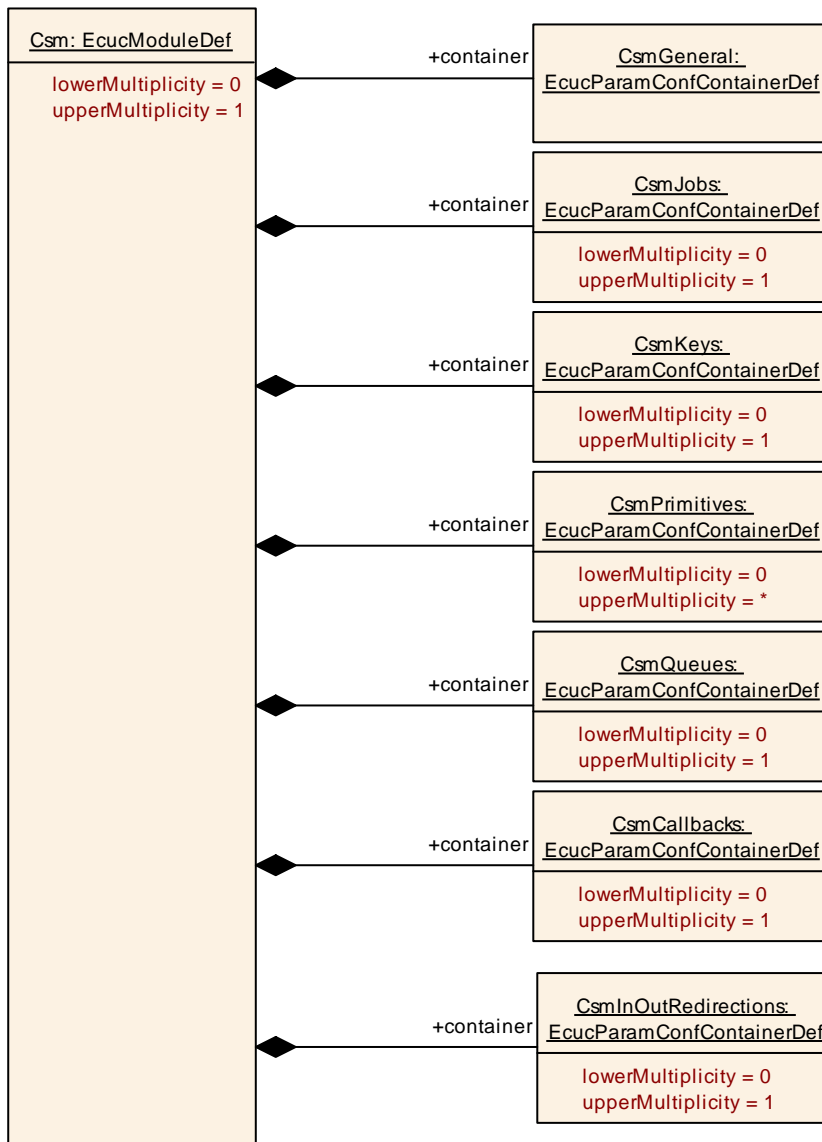 Csm: EcucModuleDef
lowerMultiplicity = 0
upperMultiplicity = 1
+container
CsmGeneral:
EcucParamConfContainerDef
+container
CsmJobs:
EcucParamConfContainerDef
lowerMultiplicity = 0
upperMultiplicity = 1
+container
CsmKeys:
EcucParamConfContainerDef
lowerMultiplicity = 0
upperMultiplicity = 1
+container
CsmPrimitives:
EcucParamConfContainerDef
lowerMultiplicity = 0
upperMultiplicity = *
+container
CsmQueues:
EcucParamConfContainerDef
lowerMultiplicity = 0
upperMultiplicity = 1
+container
CsmCallbacks:
EcucParamConfContainerDef
lowerMultiplicity = 0
upperMultiplicity = 1
+container
CsmInOutRedirections:
EcucParamConfContainerDef
lowerMultiplicity = 0
upperMultiplicity = 1